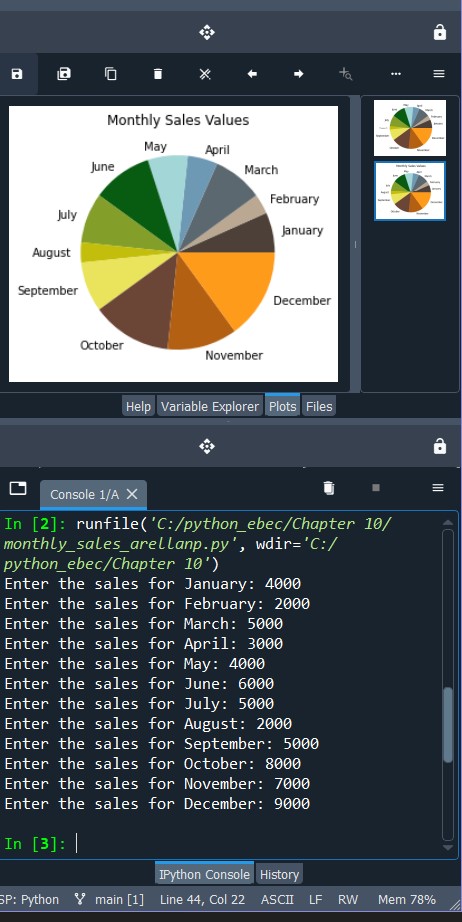 Monthly Sales Values
May
April
June
March
February
July
January
August
September
December
October
November
Help Variable Explorer Plots Files
Console 1/A
In [2]: runfile('C:/python_ebec/Chapter 10/
monthly_sales_arellanp.py', wdir='C:/
python_ebec/Chapter 10')
Enter the sales for January: 4000
Enter the sales for February: 2000
Enter the sales for March: 5000
Enter the sales for April: 3000
Enter the sales for May: 4000
Enter the sales for June: 6000
Enter the sales for July: 5000
Enter the sales for August: 2000
Enter the sales for September: 5000
Enter the sales for October: 8000
Enter the sales for November: 7000
Enter the sales for December: 9000
In [3]:
IPython Console History
SP: Python main [1] Line 44, Col 22 ASCII LF RW Mem 78%